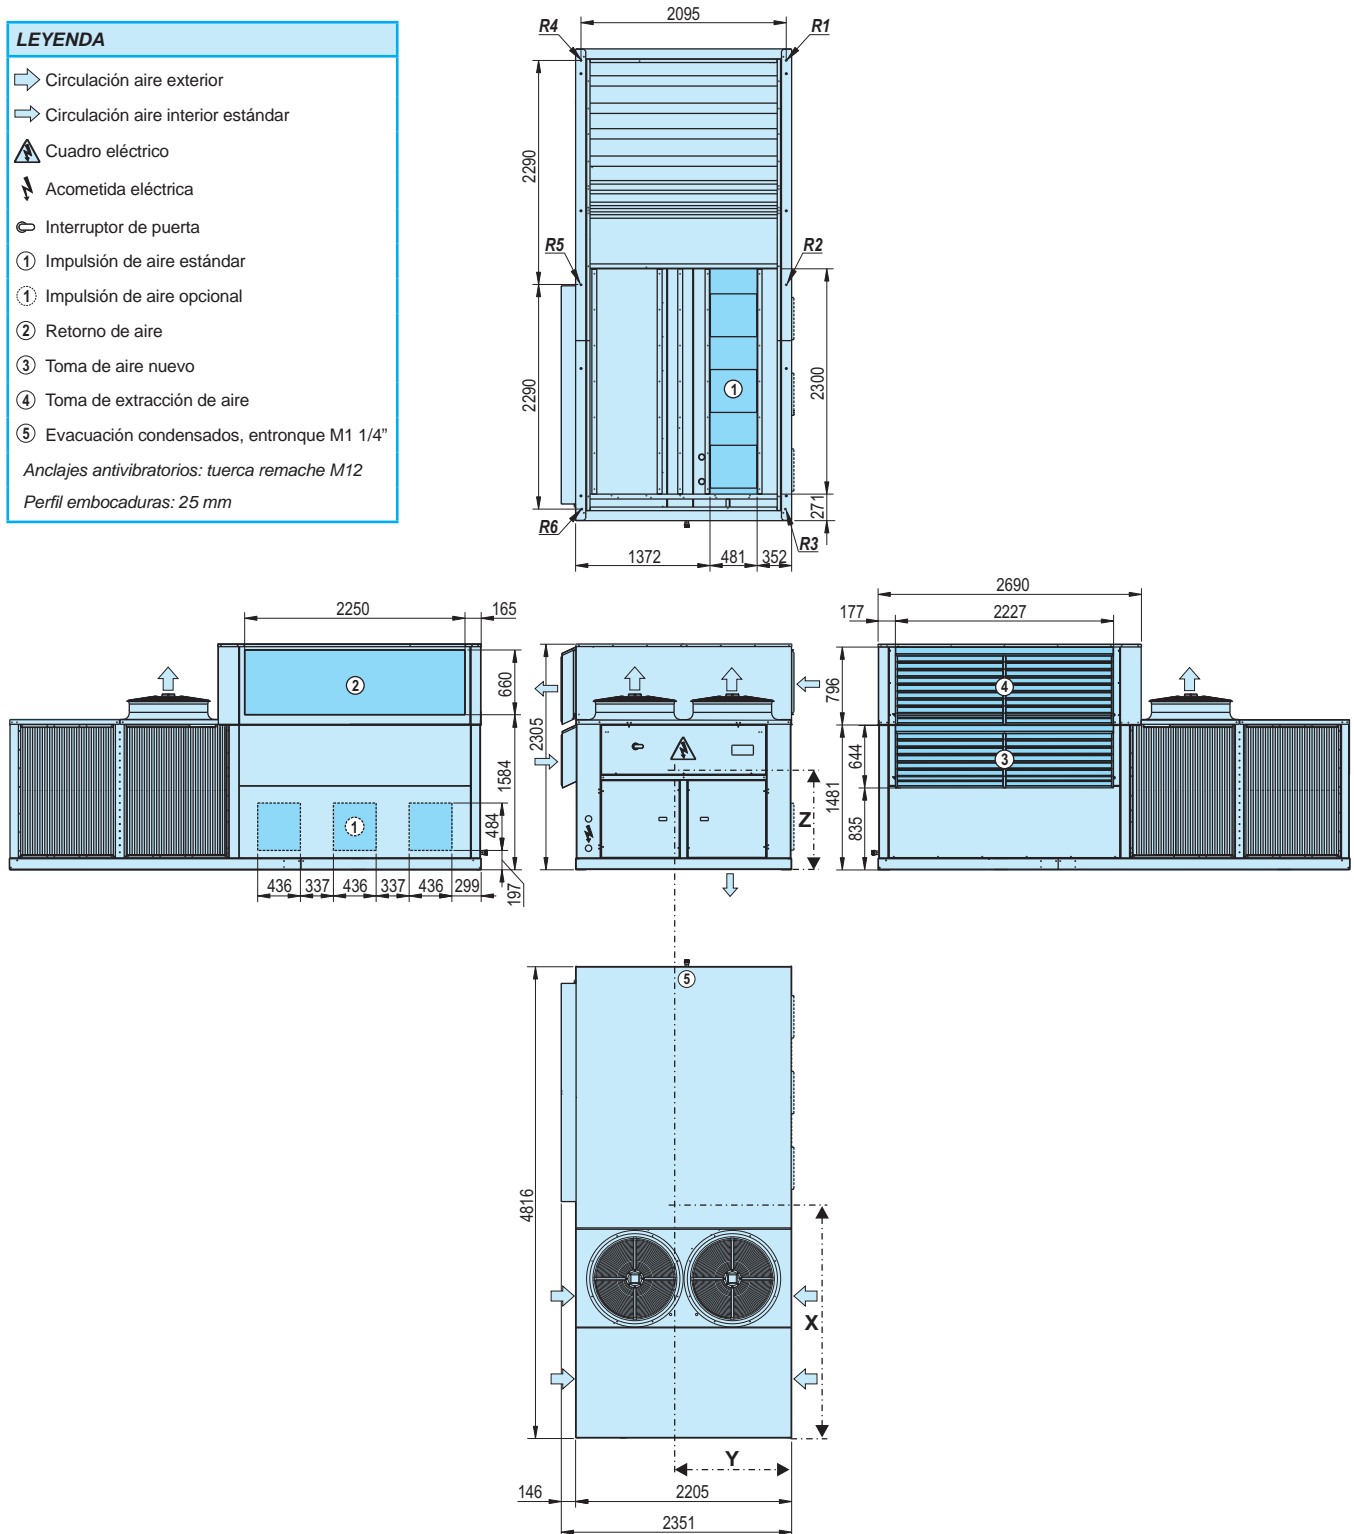 LEYENDA
Circulación aire exterior
Circulación aire interior estándar
Cuadro eléctrico
Acometida eléctrica
Interruptor de puerta
1 Impulsión de aire estándar
1 Impulsión de aire opcional
2 Retorno de aire
3 Toma de aire nuevo
4 Toma de extracción de aire
5 Evacuación condensados, entronque M1 1/4”
Anclajes antivibratorios: tuerca remache M12
Perfil embocaduras: 25 mm
2095
R4
R1
2290
R5
R2
2290
2300
1
271
R6
R3
1372
481
352
2250
165
2
660
1584
1
484
197
436
337
436
337
436
299
2305
Z
2690
177
2227
4
796
3
644
1481
835
5
4816
X
Y
146
2205
2351